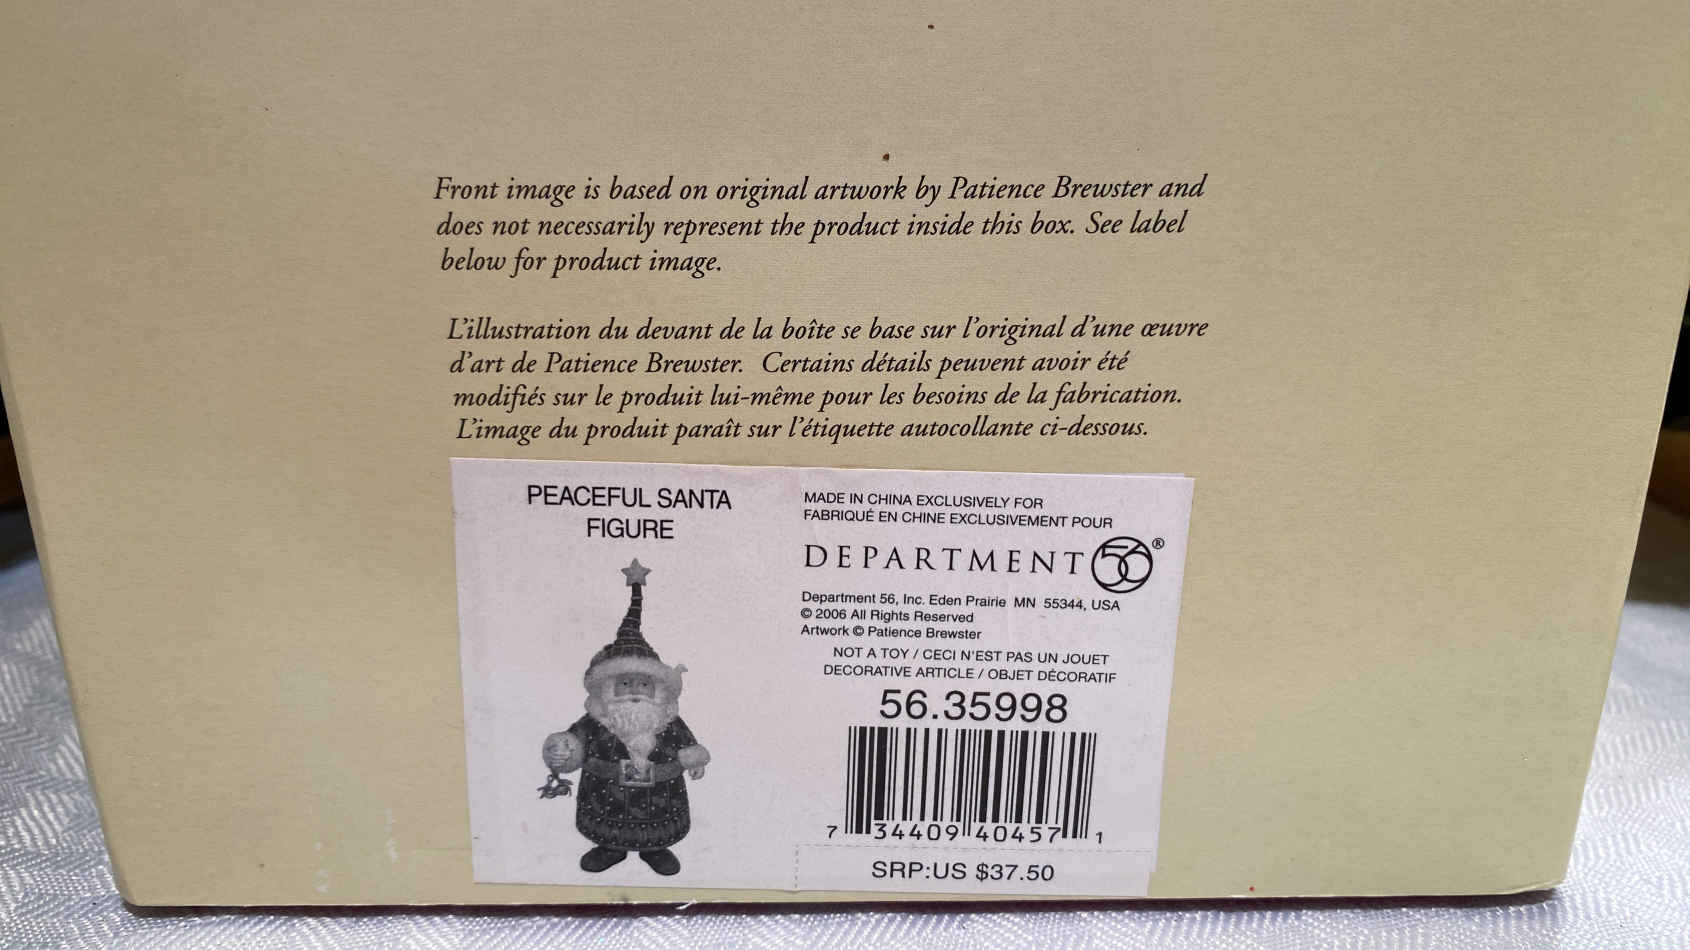 Front image is based on original artwork by Patience Brewster and
does not necessarily represent the product inside this box. See label
below for product image.
L'illustration du devant de la boîte se base sur l'original d'une œuvre
d'art de Patience Brewster. Certains détails peuvent avoir été
modifiés sur le produit lui-même pour les besoins de la fabrication.
L'image du produit paraît sur l'étiquette autocollante ci-dessous.
PEACEFUL SANTA
FIGURE
MADE IN CHINA EXCLUSIVELY FOR
FABRIQUÉ EN CHINE EXCLUSIVEMENT POUR
DEPARTMENT 56®
Department 56, Inc. Eden Prairie MN 55344, USA
© 2006 All Rights Reserved
Artwork © Patience Brewster
NOT A TOY / CECI N'EST PAS UN JOUET
DECORATIVE ARTICLE / OBJET DÉCORATIF
56.35998
7 34409 40457 1
SRP:US $37.50